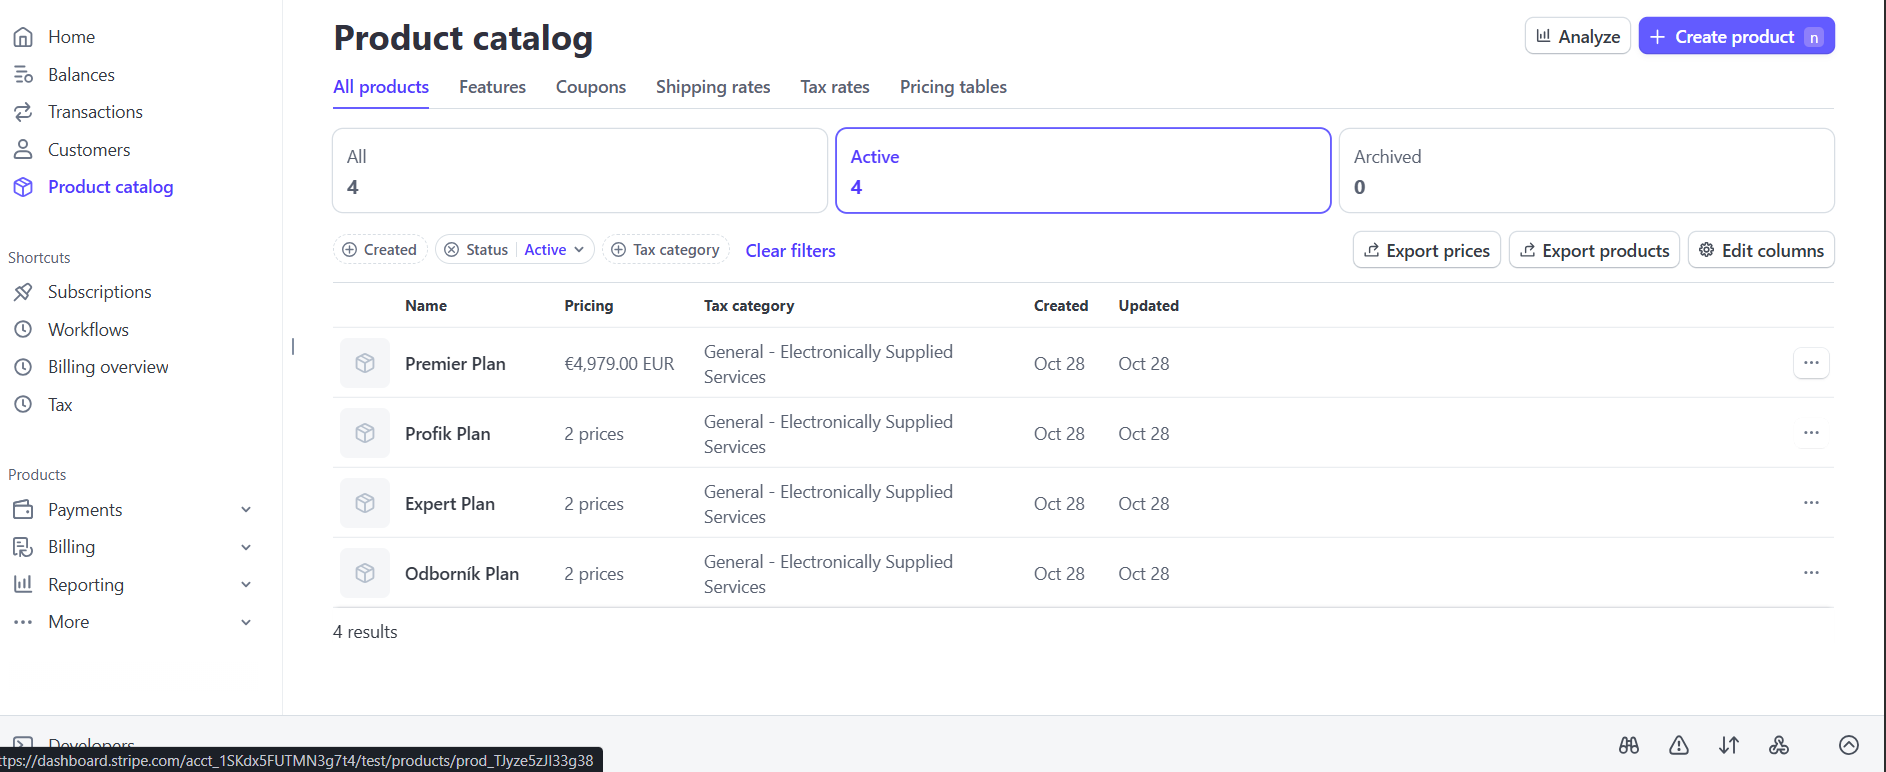 Home
Balances
Transactions
Customers
Product catalog
Shortcuts
Subscriptions
Workflows
Billing overview
Tax
Products
Payments
Billing
Reporting
More
Developers
Product catalog
Analyze
Create product n
All products Features Coupons Shipping rates Tax rates Pricing tables
All
4
Active
4
Archived
0
Created Status Active Tax category Clear filters
Export prices Export products Edit columns
Name Pricing Tax category Created Updated
Premier Plan €4,979.00 EUR General - Electronically Supplied Services Oct 28 Oct 28
Profik Plan 2 prices General - Electronically Supplied Services Oct 28 Oct 28
Expert Plan 2 prices General - Electronically Supplied Services Oct 28 Oct 28
Odborník Plan 2 prices General - Electronically Supplied Services Oct 28 Oct 28
4 results
ttps://dashboard.stripe.com/acct_1SKdx5FUTMN3g7t4/test/products/prod_TJyze5zJI33g38